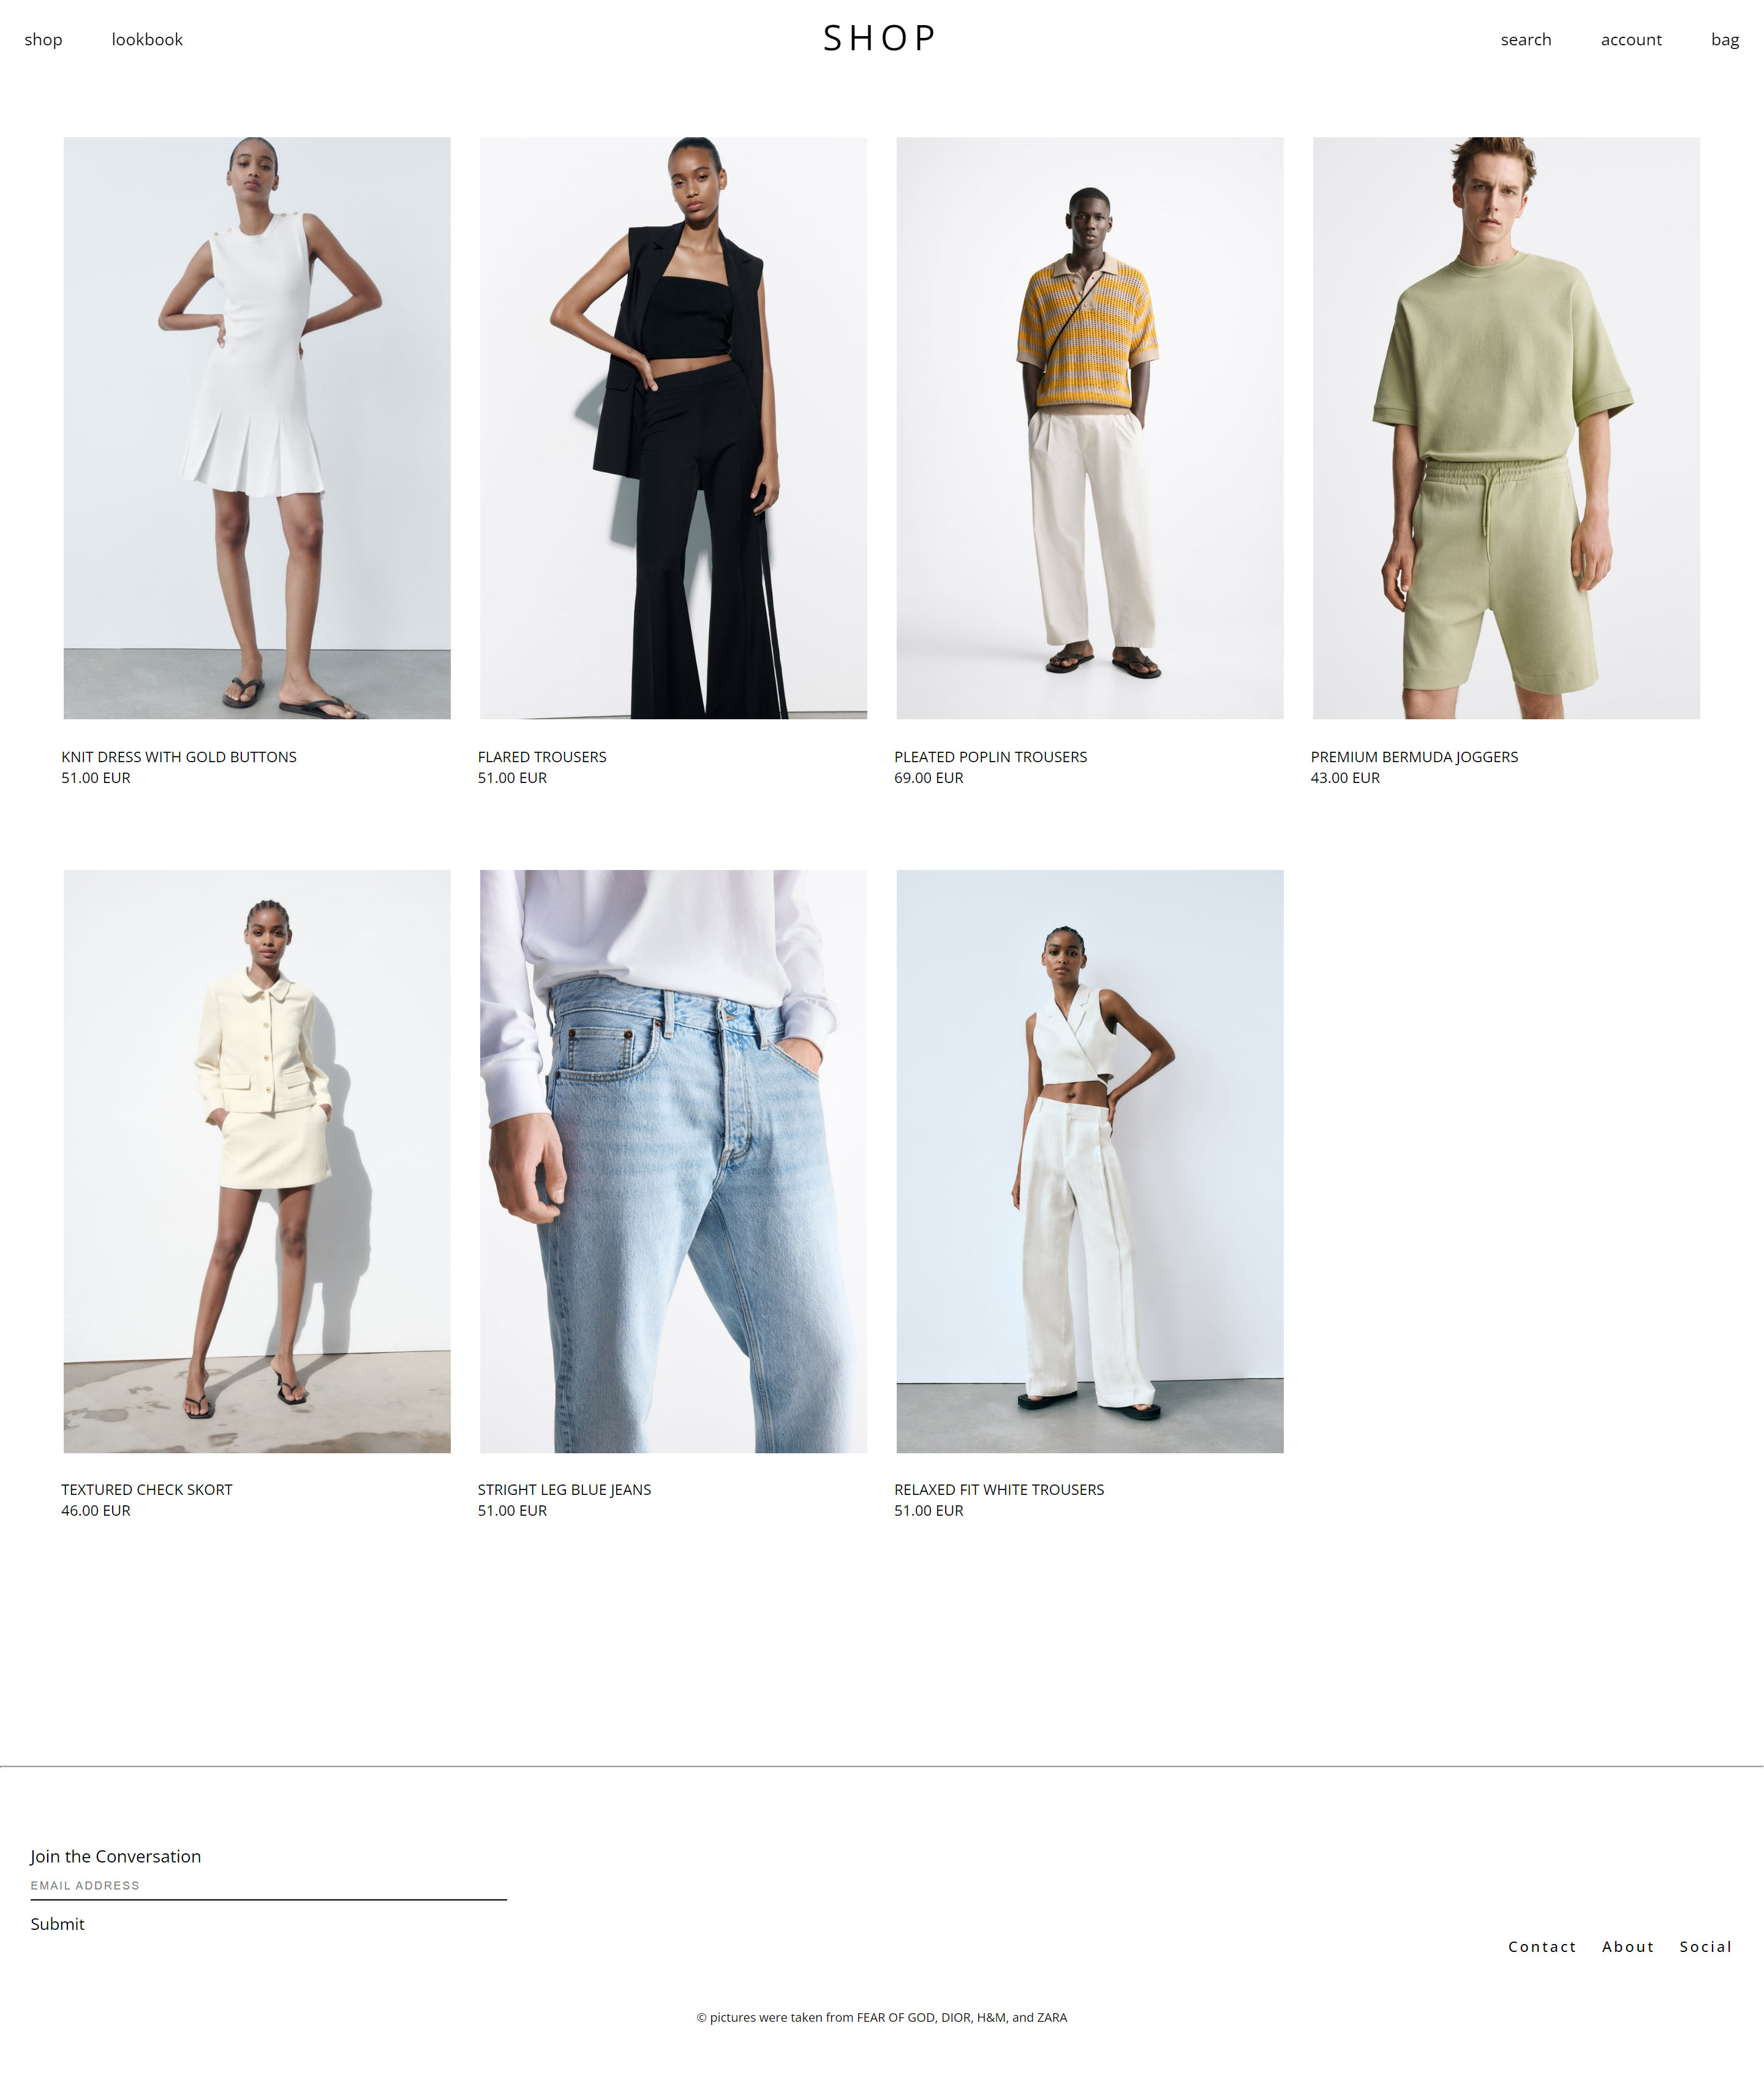 shop lookbook SHOP search account bag
KNIT DRESS WITH GOLD BUTTONS
51.00 EUR
FLARED TROUSERS
51.00 EUR
PLEATED POPLIN TROUSERS
69.00 EUR
PREMIUM BERMUDA JOGGERS
43.00 EUR
TEXTURED CHECK SKORT
46.00 EUR
STRIGHT LEG BLUE JEANS
51.00 EUR
RELAXED FIT WHITE TROUSERS
51.00 EUR
Join the Conversation
EMAIL ADDRESS
Submit
Contact About Social
© pictures were taken from FEAR OF GOD, DIOR, H&M, and ZARA